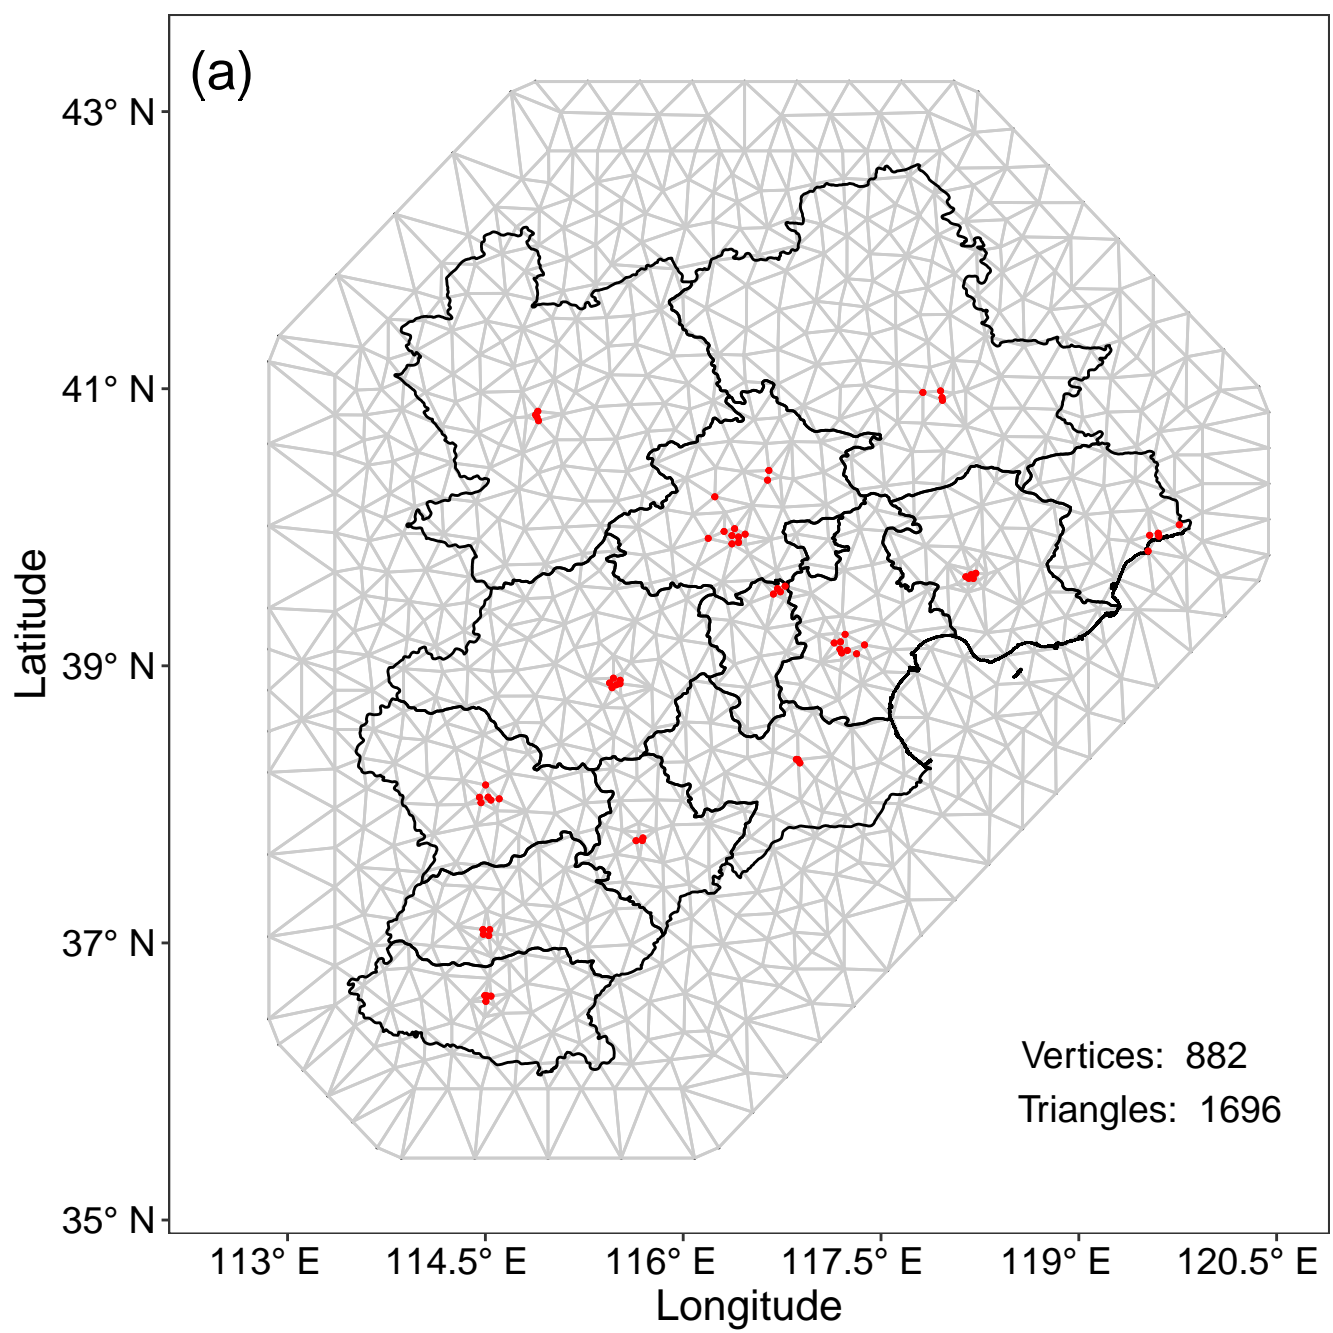 (a)
43° N
41° N
39° N
37° N
35° N
Latitude
Vertices: 882
Triangles: 1696
113° E
114.5° E
116° E
117.5° E
119° E
120.5° E
Longitude